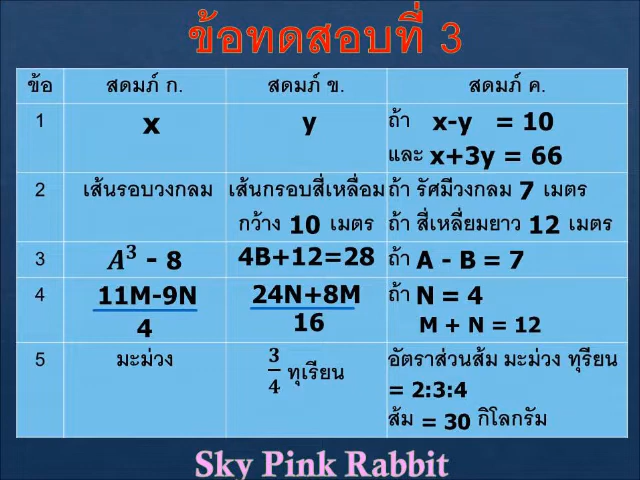 ข้อทดสอบที่ 3
ข้อ สดมภ์ ก. สดมภ์ ข. สดมภ์ ค.
1 x y ถ้า x-y = 10
และ x+3y = 66
2 เส้นรอบวงกลม เส้นกรอบสี่เหลื่อม ถ้า รัศมีวงกลม 7 เมตร
กว้าง 10 เมตร ถ้า สี่เหลี่ยมยาว 12 เมตร
3 A³ - 8 4B+12=28 ถ้า A - B = 7
4 11M-9N 24N+8M ถ้า N = 4
4 16 M + N = 12
5 มะม่วง 3/4 ทุเรียน อัตราส่วนส้ม มะม่วง ทุรียน
= 2:3:4
ส้ม = 30 กิโลกรัม
Sky Pink Rabbit